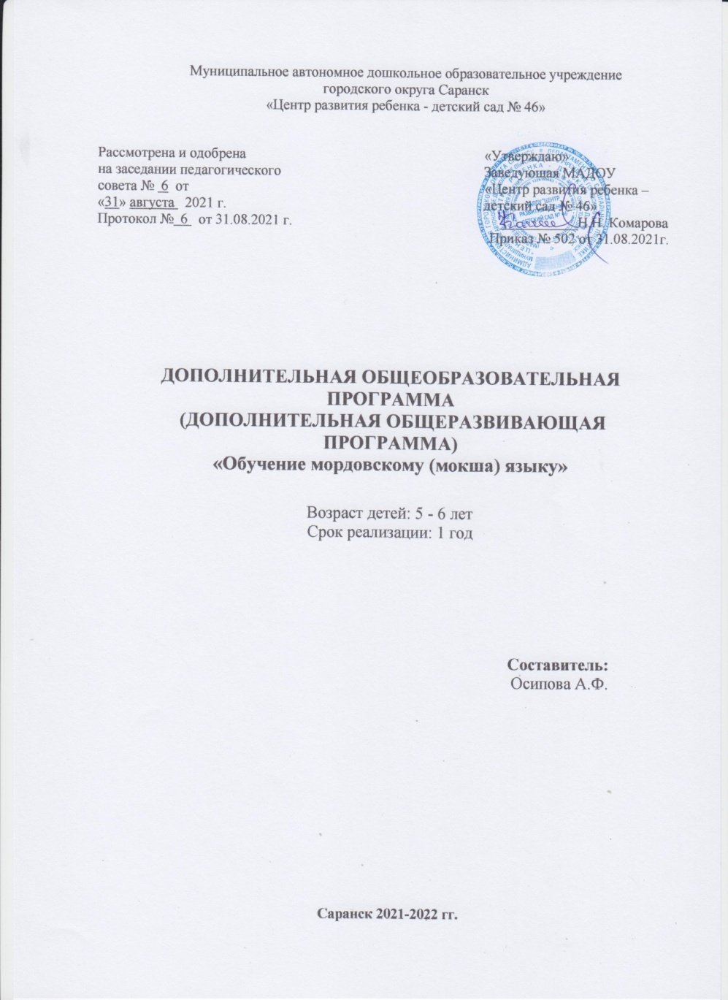 Муниципальное автономное дошкольное образовательное учреждение
городского округа Саранск
«Центр развития ребенка - детский сад № 46»
Рассмотрена и одобрена
на заседании педагогического
совета № 6 от
«31» августа 2021 г.
Протокол № 6 от 31.08.2021 г.
«Утверждаю»
Заведующая МАДОУ
«Центр развития ребенка –
детский сад № 46»
Н.Н. Комарова
Приказ № 502 от 31.08.2021г.
ДОПОЛНИТЕЛЬНАЯ ОБЩЕОБРАЗОВАТЕЛЬНАЯ
ПРОГРАММА
(ДОПОЛНИТЕЛЬНАЯ ОБЩЕРАЗВИВАЮЩАЯ
ПРОГРАММА)
«Обучение мордовскому (мокша) языку»
Возраст детей: 5 - 6 лет
Срок реализации: 1 год
Составитель:
Осипова А.Ф.
Саранск 2021-2022 гг.